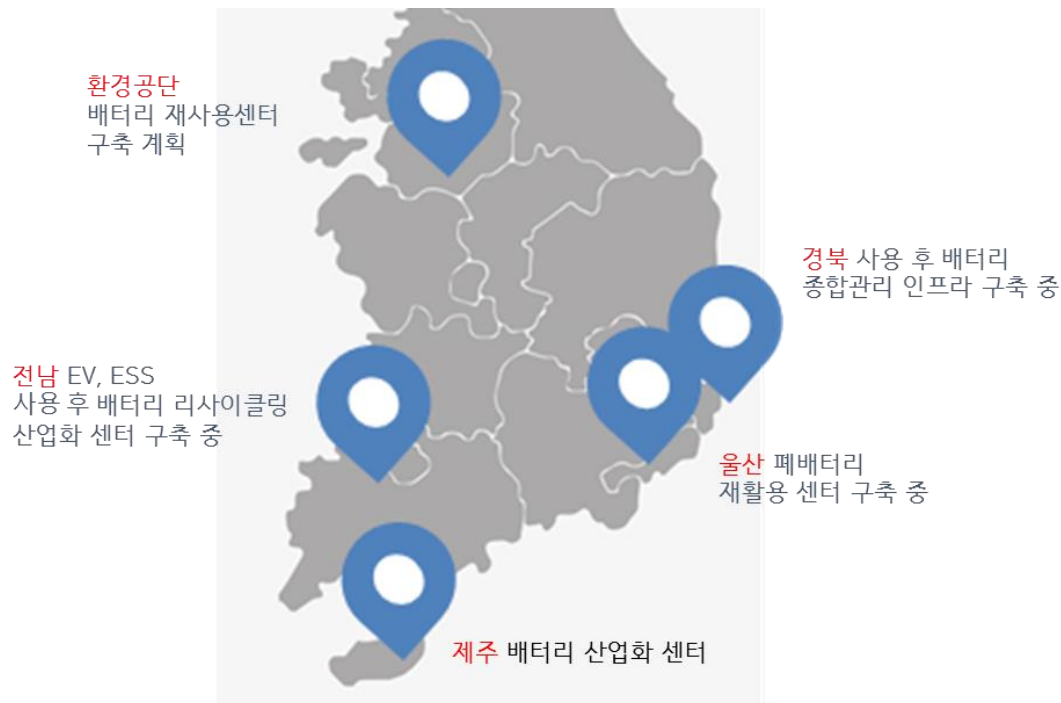 환경공단
배터리 재사용센터
구축 계획
경북 사용 후 배터리
종합관리 인프라 구축 중
전남 EV, ESS
사용 후 배터리 리사이클링
산업화 센터 구축 중
울산 폐배터리
재활용 센터 구축 중
제주 배터리 산업화 센터